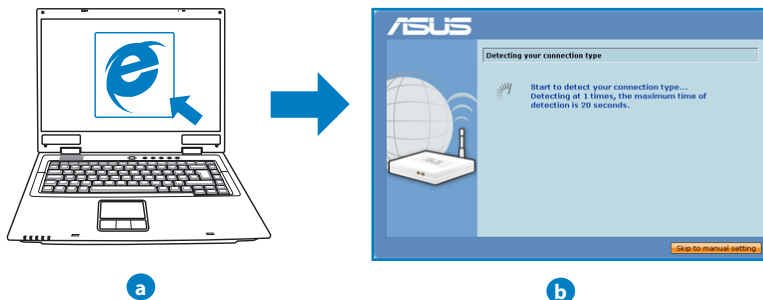 ASUS
Detecting your connection type
Start to detect your connection type...
Detecting at 1 times, the maximum time of
detection is 20 seconds.
ASUS
Skip to manual setting
a
b